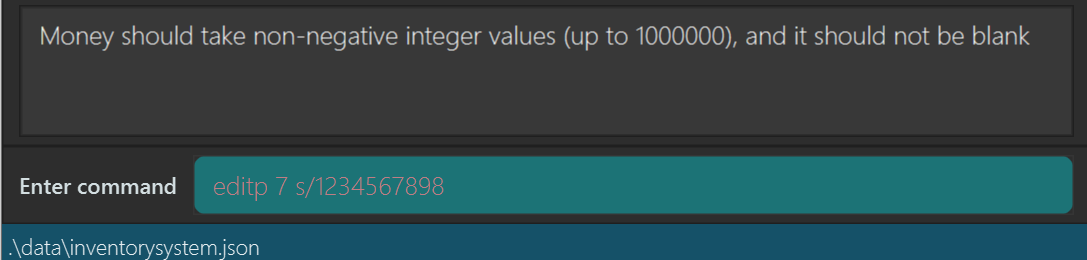 Money should take non-negative integer values (up to 1000000), and it should not be blank
Enter command
editp 7 s/1234567898
.\data\inventorysystem.json